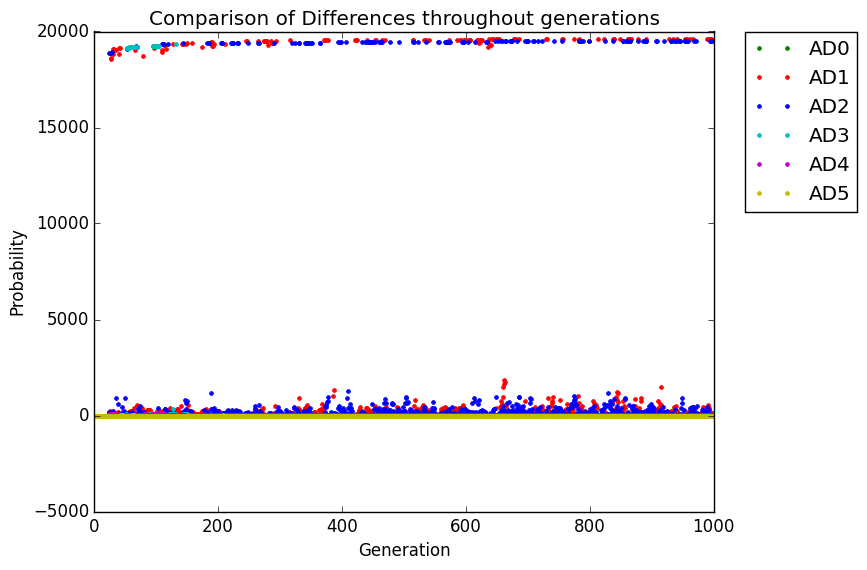 Comparison of Differences throughout generations
20000
15000
10000
5000
0
−5000
Probability
0 200 400 600 800 1000
Generation
AD0
AD1
AD2
AD3
AD4
AD5